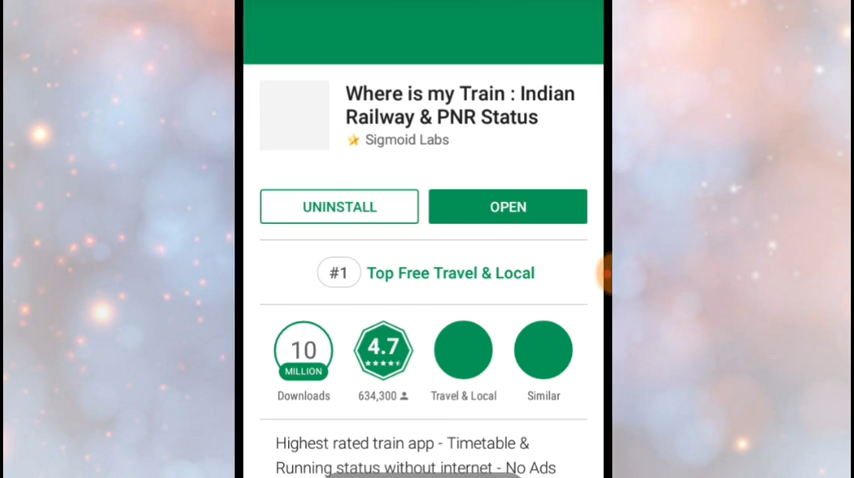 Where is my Train : Indian
Railway & PNR Status
Sigmoid Labs
UNINSTALL
OPEN
#1 Top Free Travel & Local
10
MILLION
4.7
Downloads
634,300
Travel & Local
Similar
Highest rated train app - Timetable &
Running status without internet - No Ads